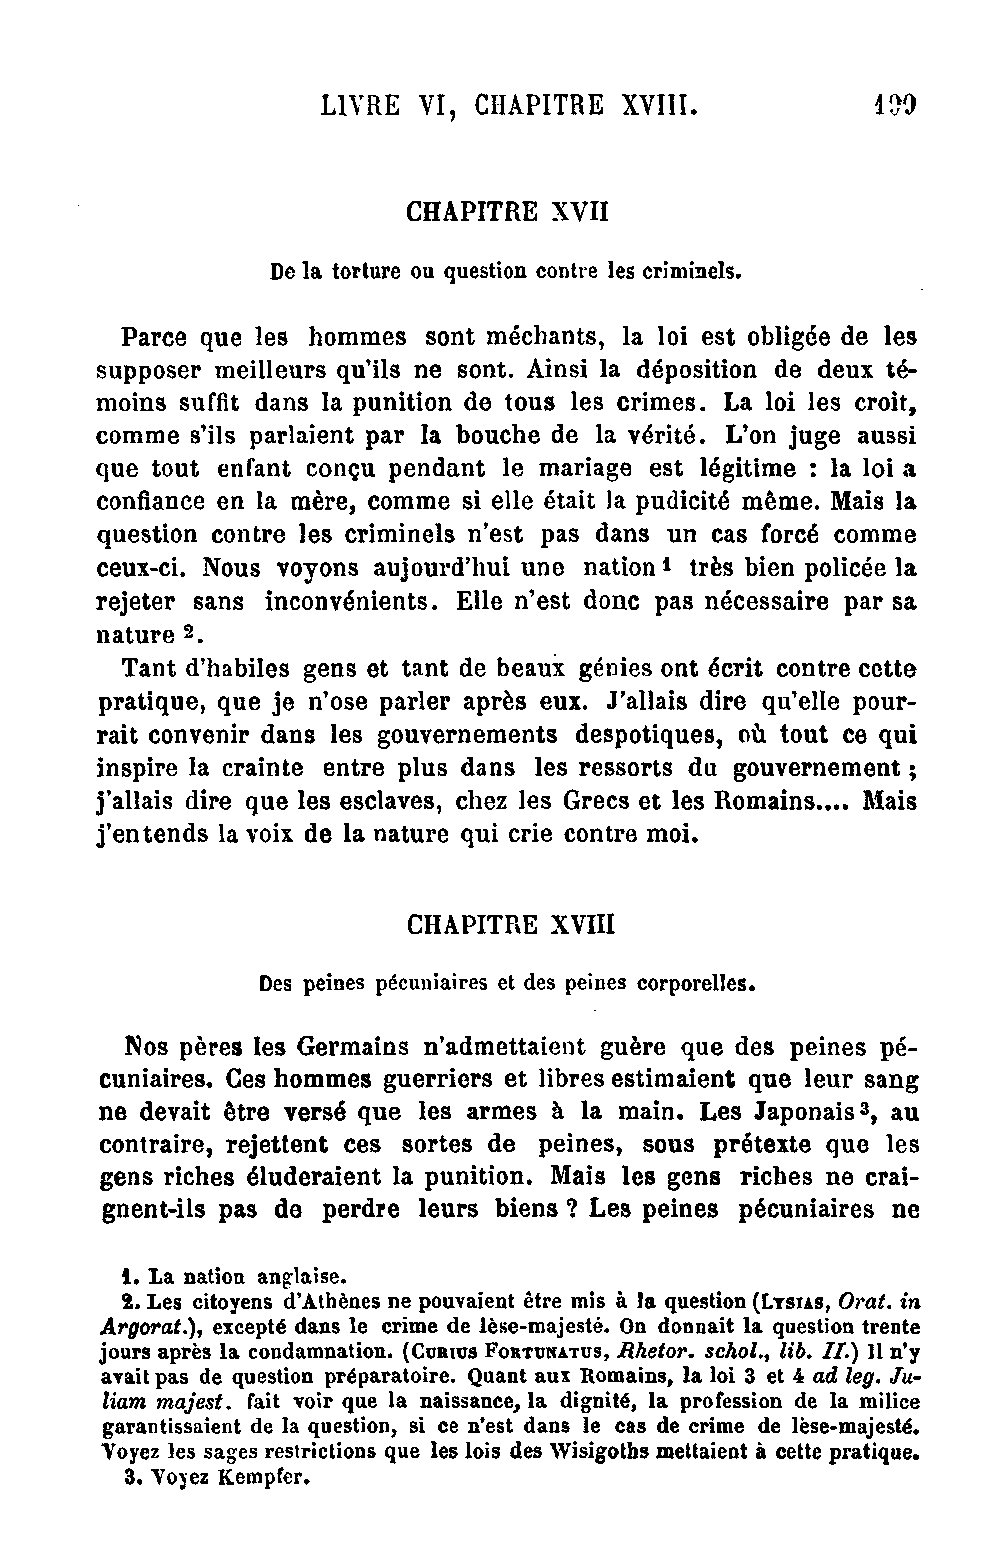 LIVRE VI, CHAPITRE XVIII. 199
CHAPITRE XVII
De la torture ou question contre les criminels.
Parce que les hommes sont méchants, la loi est obligée de les
supposer meilleurs qu'ils ne sont. Ainsi la déposition de deux té-
moins suffit dans la punition de tous les crimes. La loi les croit,
comme s'ils parlaient par la bouche de la vérité. L'on juge aussi
que tout enfant conçu pendant le mariage est légitime : la loi a
confiance en la mère, comme si elle était la pudicité même. Mais la
question contre les criminels n'est pas dans un cas forcé comme
ceux-ci. Nous voyons aujourd'hui une nation 1 très bien policée la
rejeter sans inconvénients. Elle n'est donc pas nécessaire par sa
nature 2.
Tant d'habiles gens et tant de beaux génies ont écrit contre cette
pratique, que je n'ose parler après eux. J'allais dire qu'elle pour-
rait convenir dans les gouvernements despotiques, où tout ce qui
inspire la crainte entre plus dans les ressorts du gouvernement ;
j'allais dire que les esclaves, chez les Grecs et les Romains.... Mais
j'entends la voix de la nature qui crie contre moi.
CHAPITRE XVIII
Des peines pécuniaires et des peines corporelles.
Nos pères les Germains n'admettaient guère que des peines pé-
cuniaires. Ces hommes guerriers et libres estimaient que leur sang
ne devait être versé que les armes à la main. Les Japonais 3, au
contraire, rejettent ces sortes de peines, sous prétexte que les
gens riches éluderaient la punition. Mais les gens riches ne crai-
gnent-ils pas de perdre leurs biens ? Les peines pécuniaires ne
1. La nation anglaise.
2. Les citoyens d'Athènes ne pouvaient être mis à la question (LYSIAS, Orat. in
Argorat.), excepté dans le crime de lèse-majesté. On donnait la question trente
jours après la condamnation. (CURIUS FORTUNATUS, Rhetor. schol., lib. II.) Il n'y
avait pas de question préparatoire. Quant aux Romains, la loi 3 et 4 ad leg. Ju-
liam majest. fait voir que la naissance, la dignité, la profession de la milice
garantissaient de la question, si ce n'est dans le cas de crime de lèse-majesté.
Voyez les sages restrictions que les lois des Wisigoths mettaient à cette pratique.
3. Voyez Kempfer.